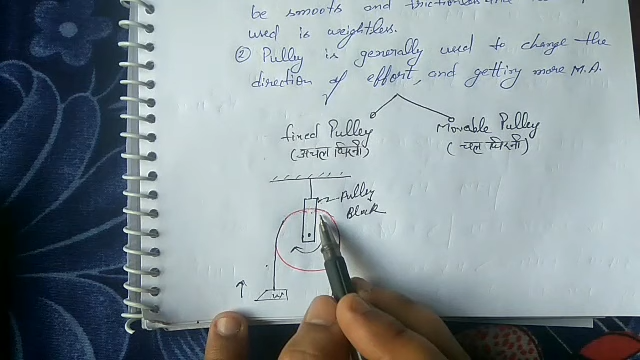 be smooth and frictionless and the
used is weightless.
② Pulley is generally used to change the
direction of effort, and getting more M.A.
fixed Pulley
Movable Pulley
(अचल घिरनी)
(चल घिरनी)
Pulley
Block
W